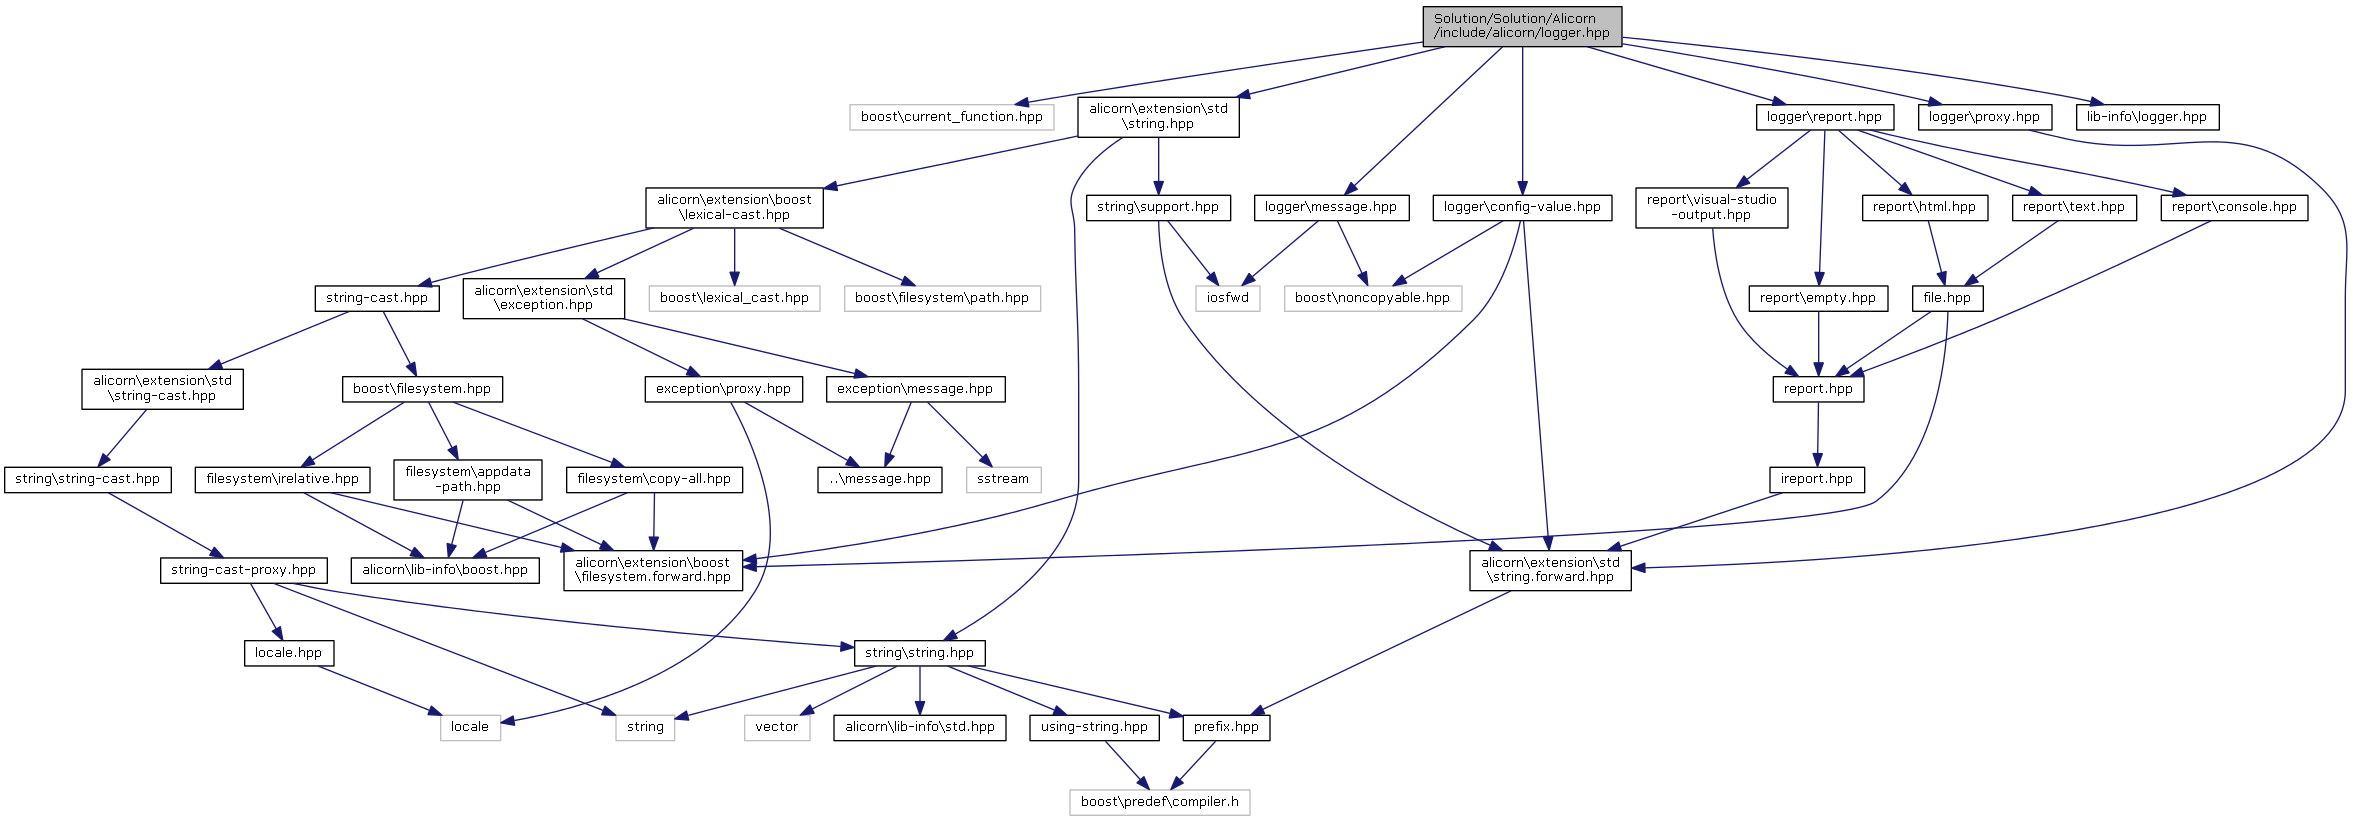 Solution/Solution/Alicorn
/include/alicorn/logger.hpp
boost\current_function.hpp
alicorn\extension\std
\string.hpp
logger\report.hpp
logger\proxy.hpp
lib-info\logger.hpp
alicorn\extension\boost
\lexical-cast.hpp
string\support.hpp
logger\message.hpp
logger\config-value.hpp
report\visual-studio
-output.hpp
report\html.hpp
report\text.hpp
report\console.hpp
string-cast.hpp
alicorn\extension\std
\exception.hpp
boost\lexical_cast.hpp
boost\filesystem\path.hpp
iosfwd
boost\noncopyable.hpp
report\empty.hpp
file.hpp
alicorn\extension\std
\string-cast.hpp
boost\filesystem.hpp
exception\proxy.hpp
exception\message.hpp
report.hpp
string\string-cast.hpp
filesystem\irelative.hpp
filesystem\appdata
-path.hpp
filesystem\copy-all.hpp
..\message.hpp
sstream
ireport.hpp
string-cast-proxy.hpp
alicorn\lib-info\boost.hpp
alicorn\extension\boost
\filesystem.forward.hpp
alicorn\extension\std
\string.forward.hpp
locale.hpp
string\string.hpp
locale
string
vector
alicorn\lib-info\std.hpp
using-string.hpp
prefix.hpp
boost\predef\compiler.h